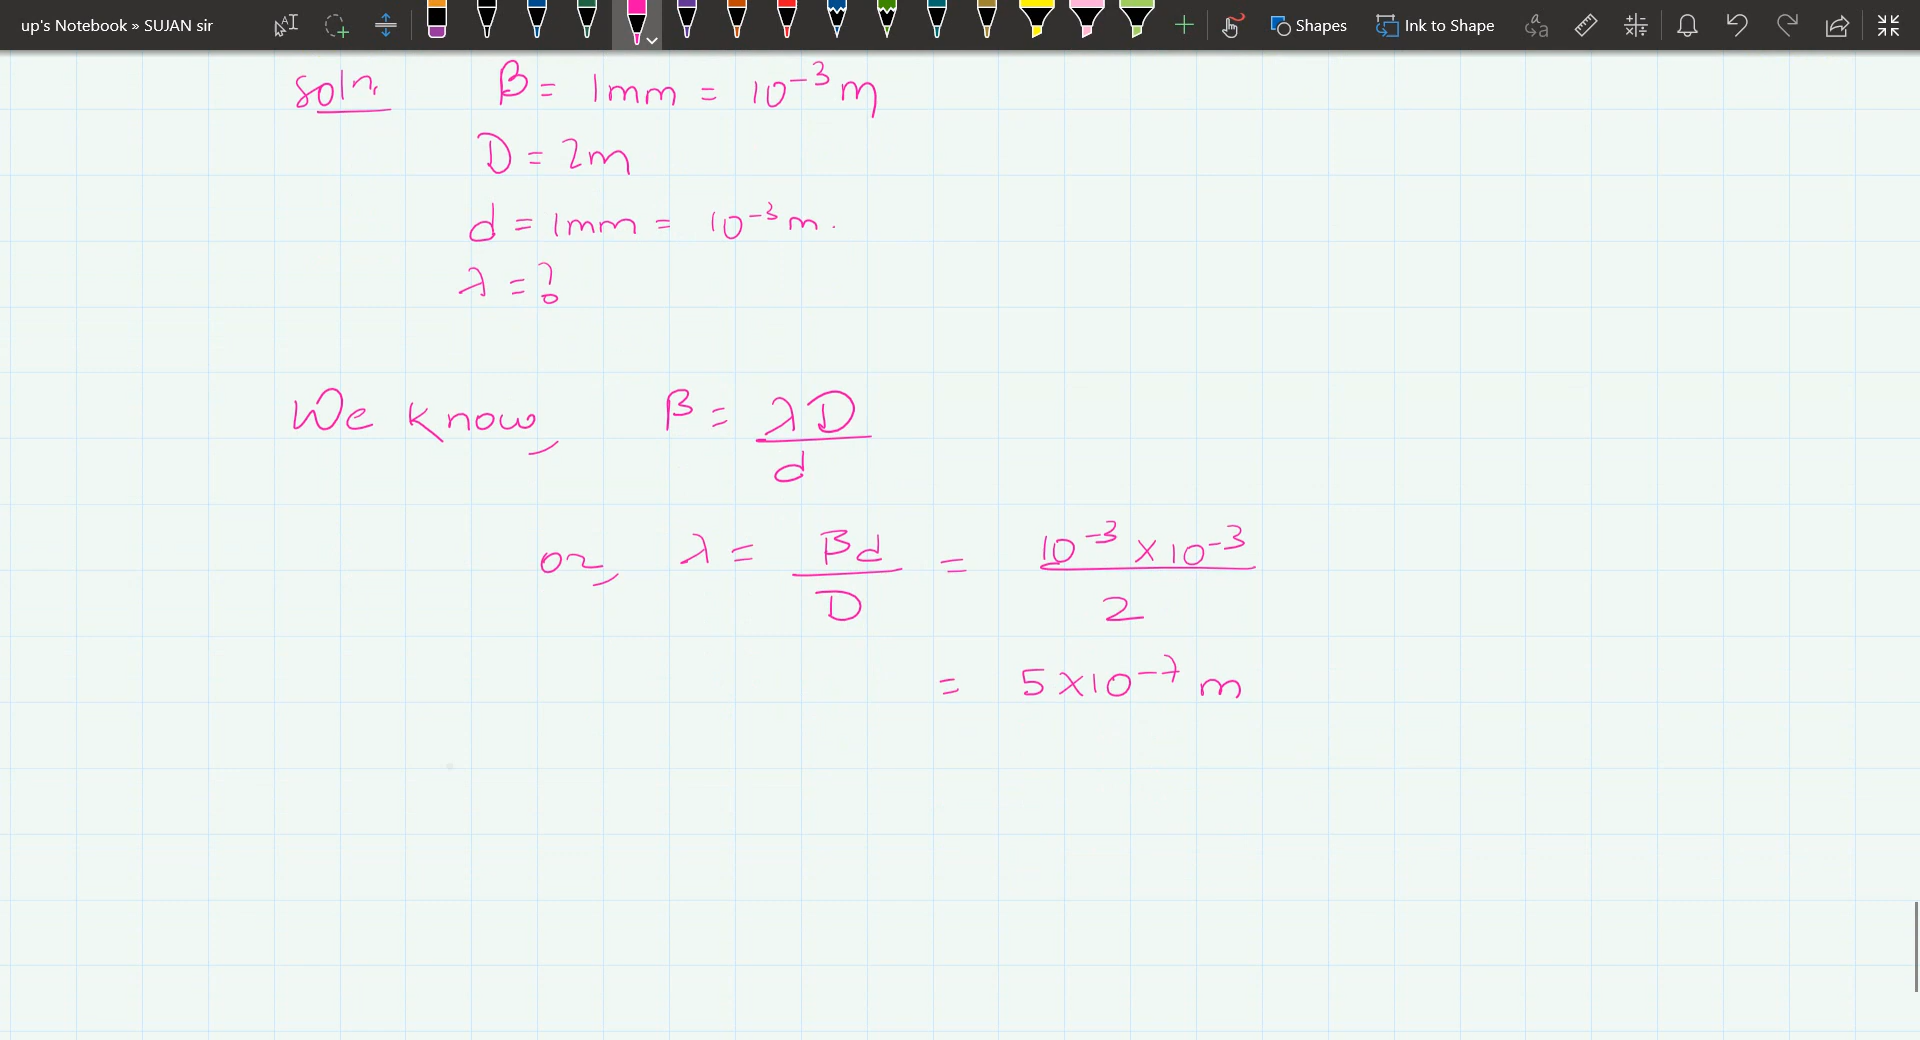 up's Notebook » SUJAN sir
Shapes
Ink to Shape
Soln. β = 1mm = 10⁻³ m
D = 2m
d = 1mm = 10⁻³ m.
λ = ?
We know, β = λD / d
or, λ = βd / D = 10⁻³ × 10⁻³ / 2
= 5 × 10⁻⁷ m